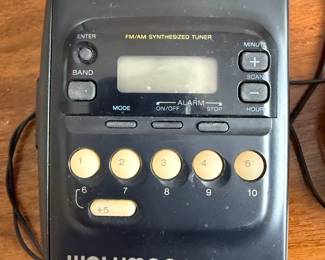 FM/AM SYNTHESIZED TUNER
ENTER
MINUTE
+
BAND
SCAN
−
ALARM
MODE
ON/OFF
STOP
HOUR
1 2 3 4 5
6 7 8 9 10
+5